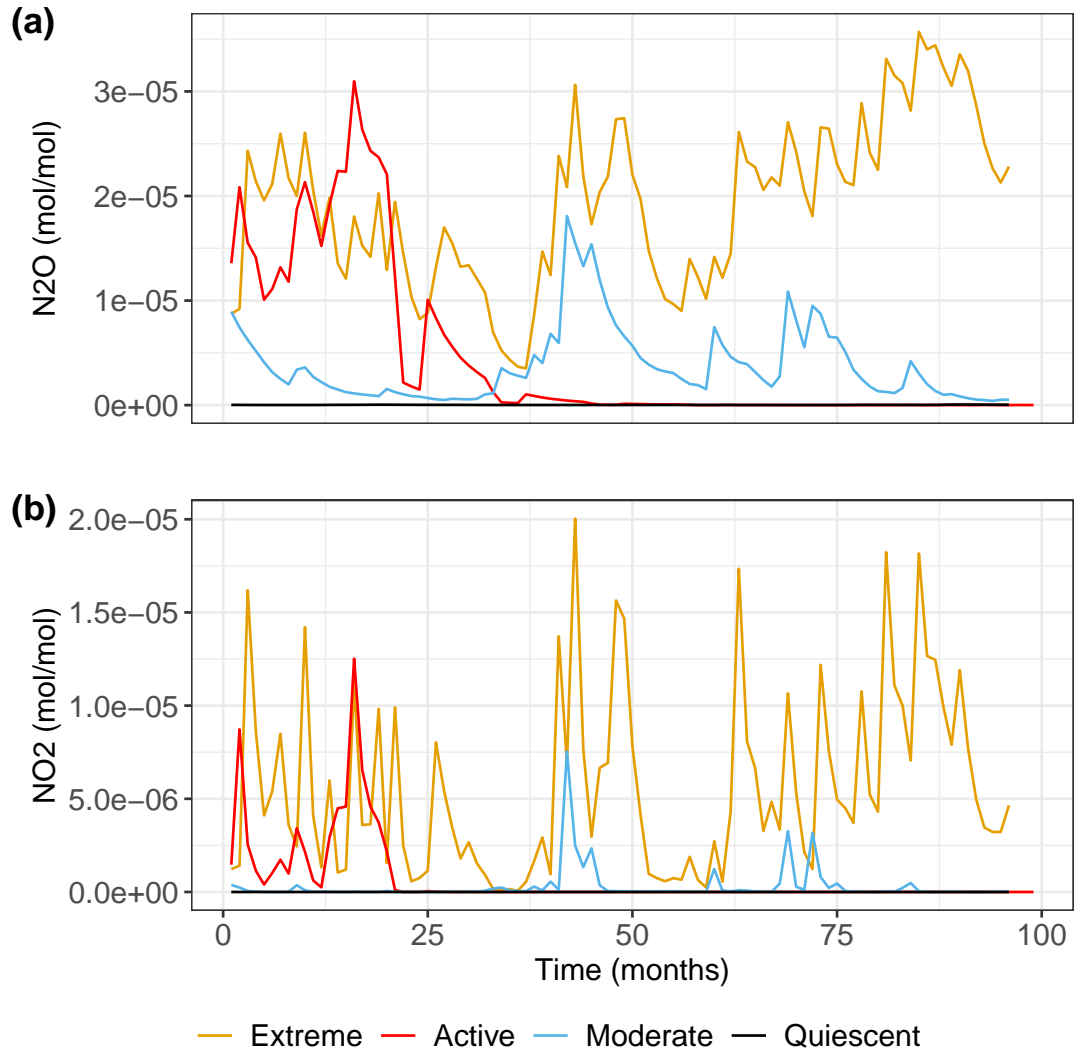 (a)
N2O (mol/mol)
3e−05
2e−05
1e−05
0e+00
(b)
NO2 (mol/mol)
2.0e−05
1.5e−05
1.0e−05
5.0e−06
0.0e+00
0 25 50 75 100
Time (months)
Extreme Active Moderate Quiescent